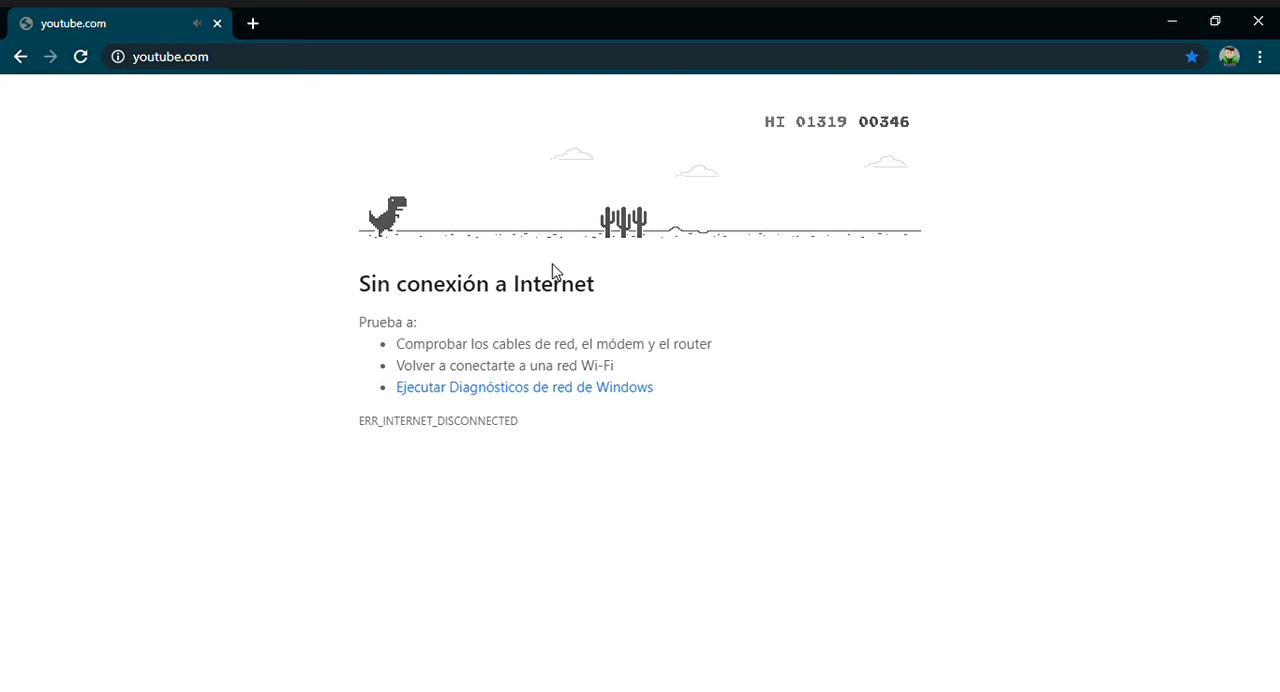 youtube.com
youtube.com
HI 01319 00346
Sin conexión a Internet
Prueba a:
Comprobar los cables de red, el módem y el router
Volver a conectarte a una red Wi-Fi
Ejecutar Diagnósticos de red de Windows
ERR_INTERNET_DISCONNECTED